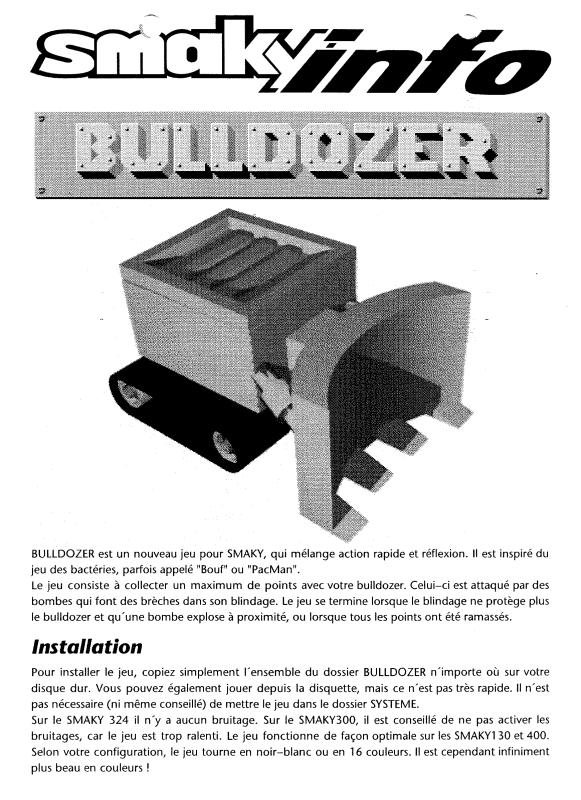 smaky info
BULLDOZER
BULLDOZER est un nouveau jeu pour SMAKY, qui mélange action rapide et réflexion. Il est inspiré du
jeu des bactéries, parfois appelé "Bouf" ou "PacMan".
Le jeu consiste à collecter un maximum de points avec votre bulldozer. Celui-ci est attaqué par des
bombes qui font des brèches dans son blindage. Le jeu se termine lorsque le blindage ne protège plus
le bulldozer et qu´une bombe explose à proximité, ou lorsque tous les points ont été ramassés.
Installation
Pour installer le jeu, copiez simplement l´ensemble du dossier BULLDOZER n´importe où sur votre
disque dur. Vous pouvez également jouer depuis la disquette, mais ce n´est pas très rapide. Il n´est
pas nécessaire (ni même conseillé) de mettre le jeu dans le dossier SYSTEME.
Sur le SMAKY 324 il n´y a aucun bruitage. Sur le SMAKY300, il est conseillé de ne pas activer les
bruitages, car le jeu est trop ralenti. Le jeu fonctionne de façon optimale sur les SMAKY130 et 400.
Selon votre configuration, le jeu tourne en noir-blanc ou en 16 couleurs. Il est cependant infiniment
plus beau en couleurs !